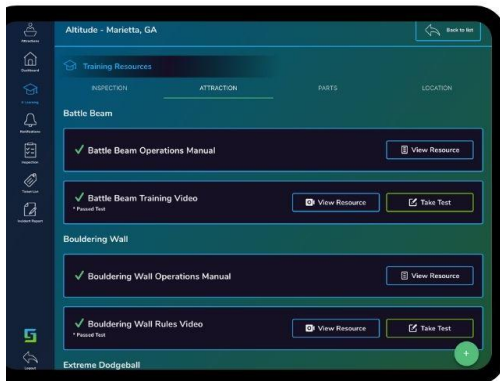 Altitude - Marietta, GA
Back to list
Attractions
Dashboard
E-Learning
Notifications
Inspection
Ticket List
Incident Report
Logout
Training Resources
INSPECTION
ATTRACTION
PARTS
LOCATION
Battle Beam
Battle Beam Operations Manual
View Resource
Battle Beam Training Video
* Passed Test
View Resource
Take Test
Bouldering Wall
Bouldering Wall Operations Manual
View Resource
Bouldering Wall Rules Video
* Passed Test
View Resource
Take Test
Extreme Dodgeball